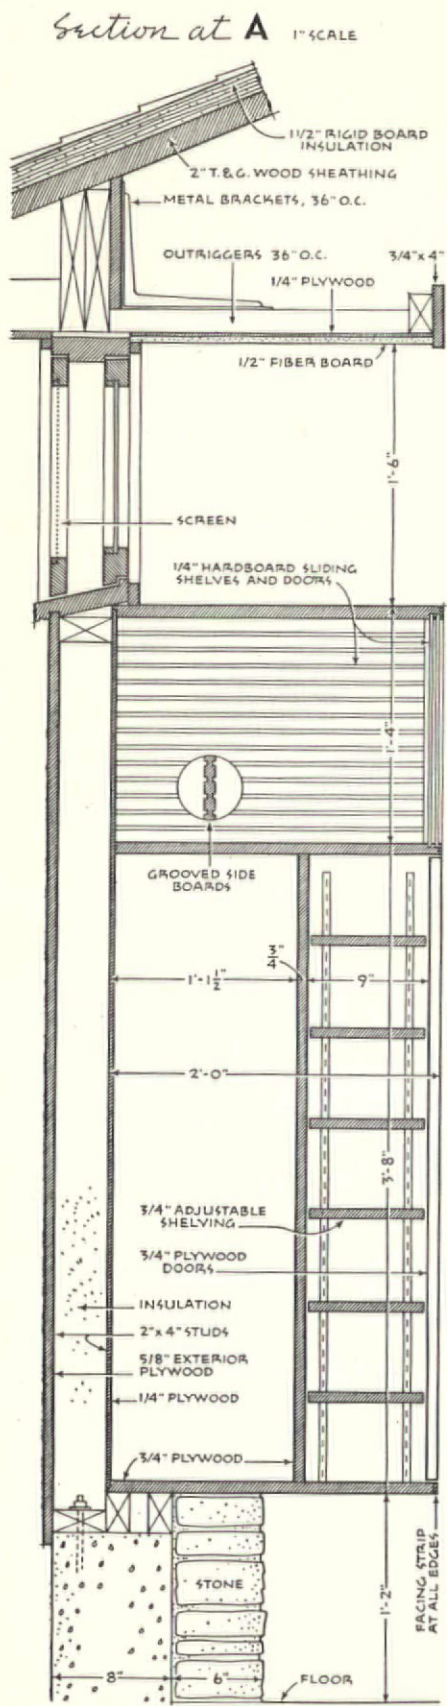 Section at A 1" SCALE
1 1/2" RIGID BOARD
INSULATION
2" T.&G. WOOD SHEATHING
METAL BRACKETS, 36" O.C.
OUTRIGGERS 36" O.C.
3/4" x 4"
1/4" PLYWOOD
1/2" FIBER BOARD
1'-6"
SCREEN
1/4" HARDBOARD SLIDING
SHELVES AND DOORS
1'-4"
GROOVED SIDE
BOARDS
3/4"
1'-1 1/2"
9"
2'-0"
3'-8"
3/4" ADJUSTABLE
SHELVING
3/4" PLYWOOD
DOORS
INSULATION
2" x 4" STUDS
5/8" EXTERIOR
PLYWOOD
1/4" PLYWOOD
3/4" PLYWOOD
STONE
1'-2"
FACING STRIP
AT ALL EDGES
8"
6"
FLOOR